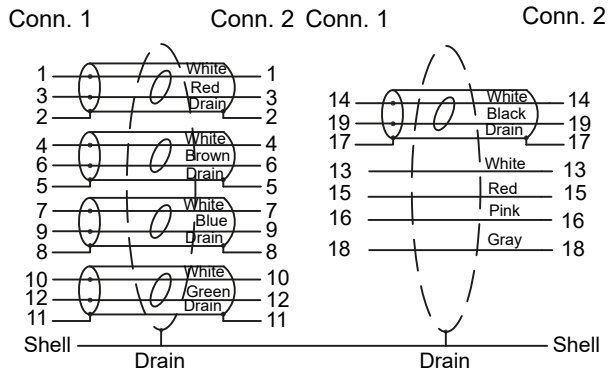 Conn. 1 Conn. 2 Conn. 1 Conn. 2
1 White 1
3 Red 3
2 Drain 2
4 White 4
6 Brown 6
5 Drain 5
7 White 7
9 Blue 9
8 Drain 8
10 White 10
12 Green 12
11 Drain 11
14 White 14
19 Black 19
17 Drain 17
13 White 13
15 Red 15
16 Pink 16
18 Gray 18
Shell Drain Drain Shell